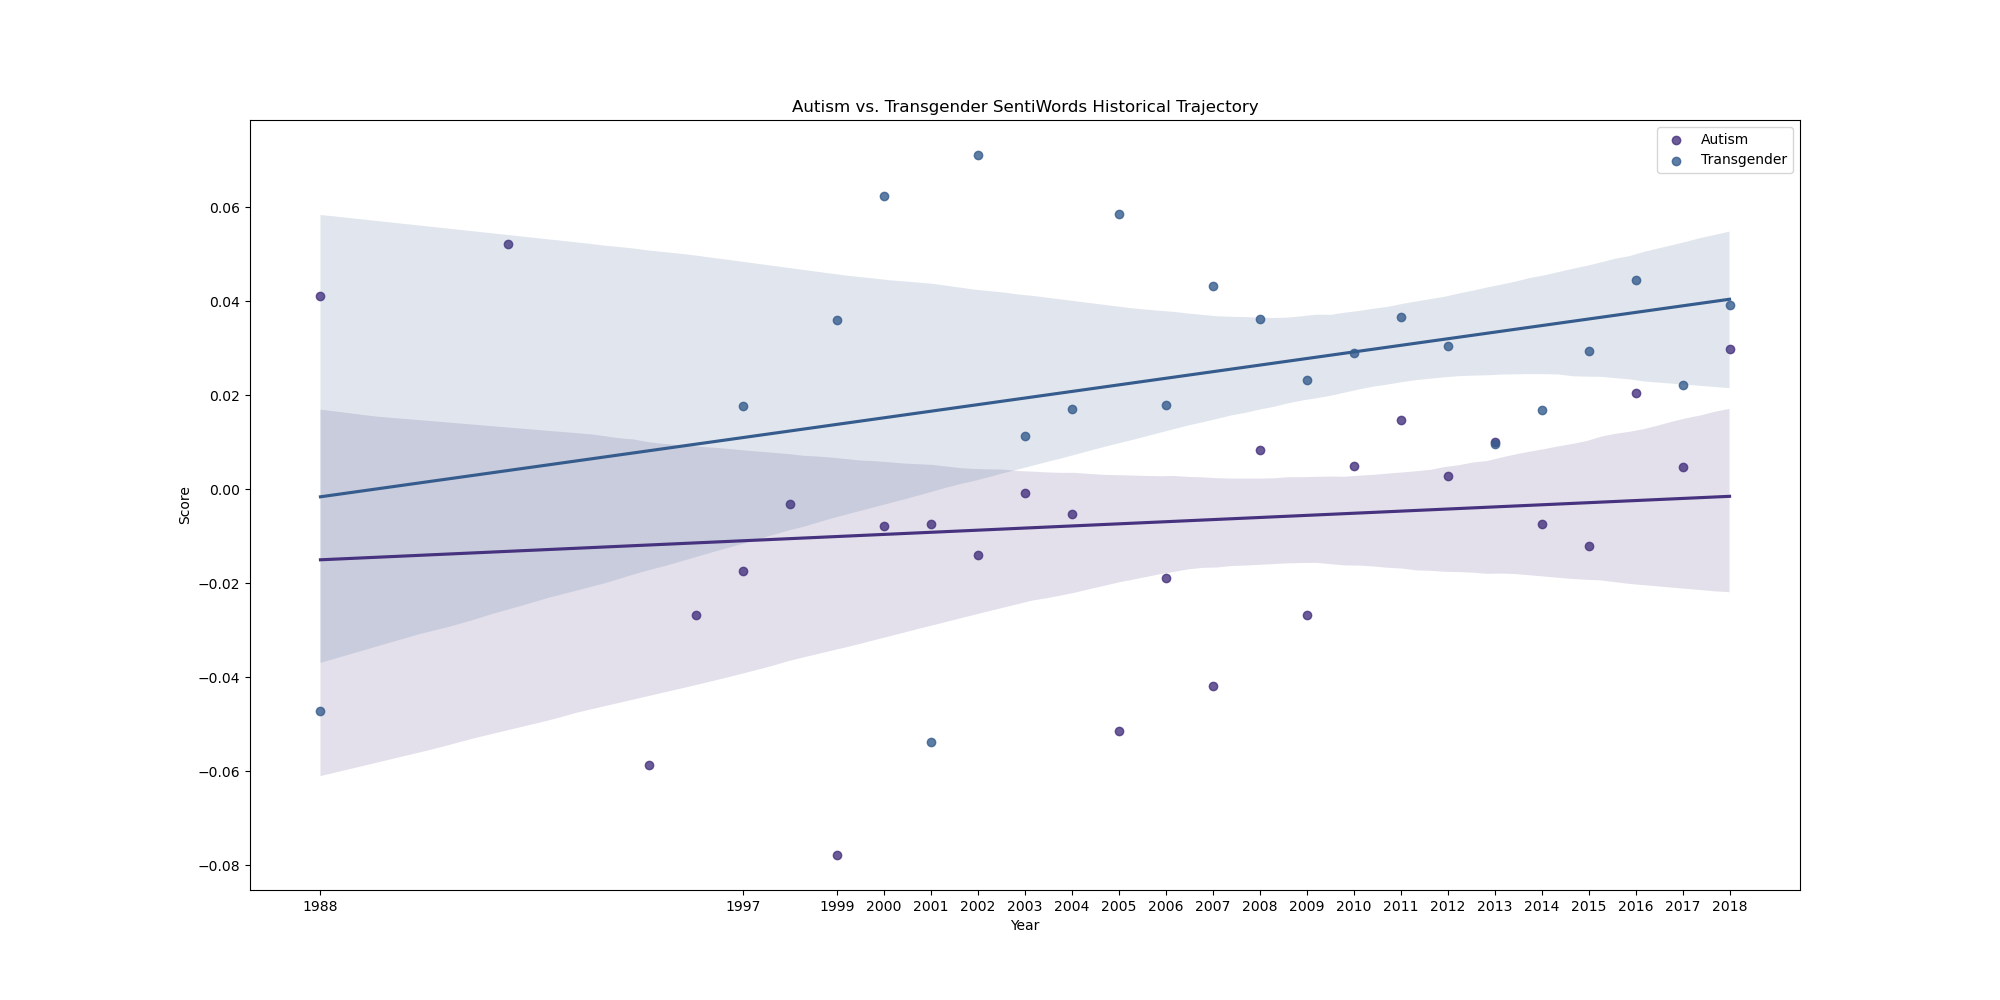 Autism vs. Transgender SentiWords Historical Trajectory
Autism
Transgender
0.06
0.04
0.02
0.00
−0.02
−0.04
−0.06
−0.08
Score
1988 1997 1999 2000 2001 2002 2003 2004 2005 2006 2007 2008 2009 2010 2011 2012 2013 2014 2015 2016 2017 2018
Year